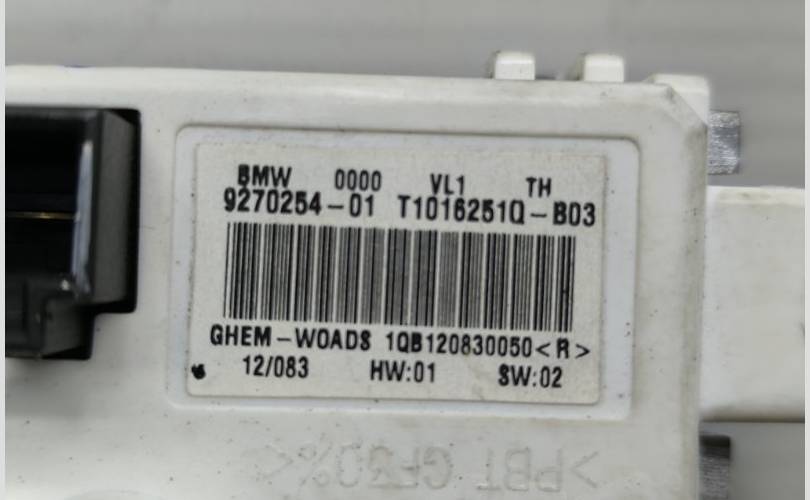 BMW 0000 VL1 TH
9270254-01 T1016251Q-B03
GHEM-WOADS 1QB120830050<R>
12/083 HW:01 SW:02
>PBT GF30%<